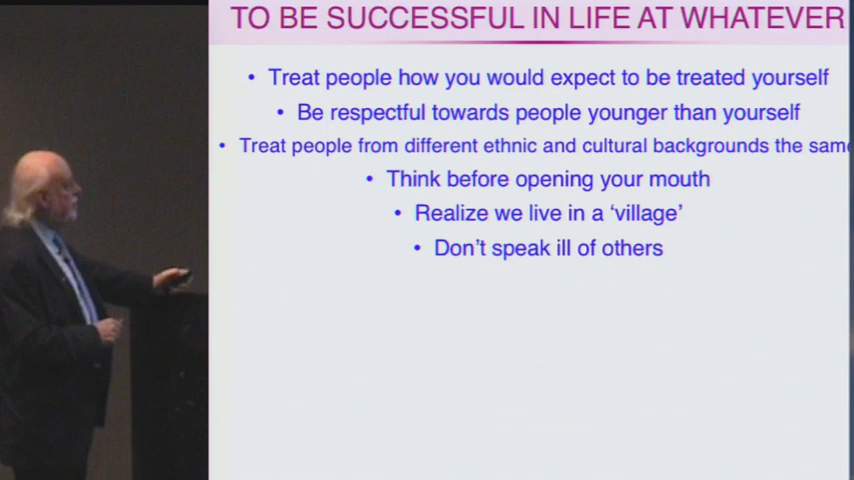 TO BE SUCCESSFUL IN LIFE AT WHATEVER
• Treat people how you would expect to be treated yourself
• Be respectful towards people younger than yourself
• Treat people from different ethnic and cultural backgrounds the same
• Think before opening your mouth
• Realize we live in a ‘village’
• Don’t speak ill of others